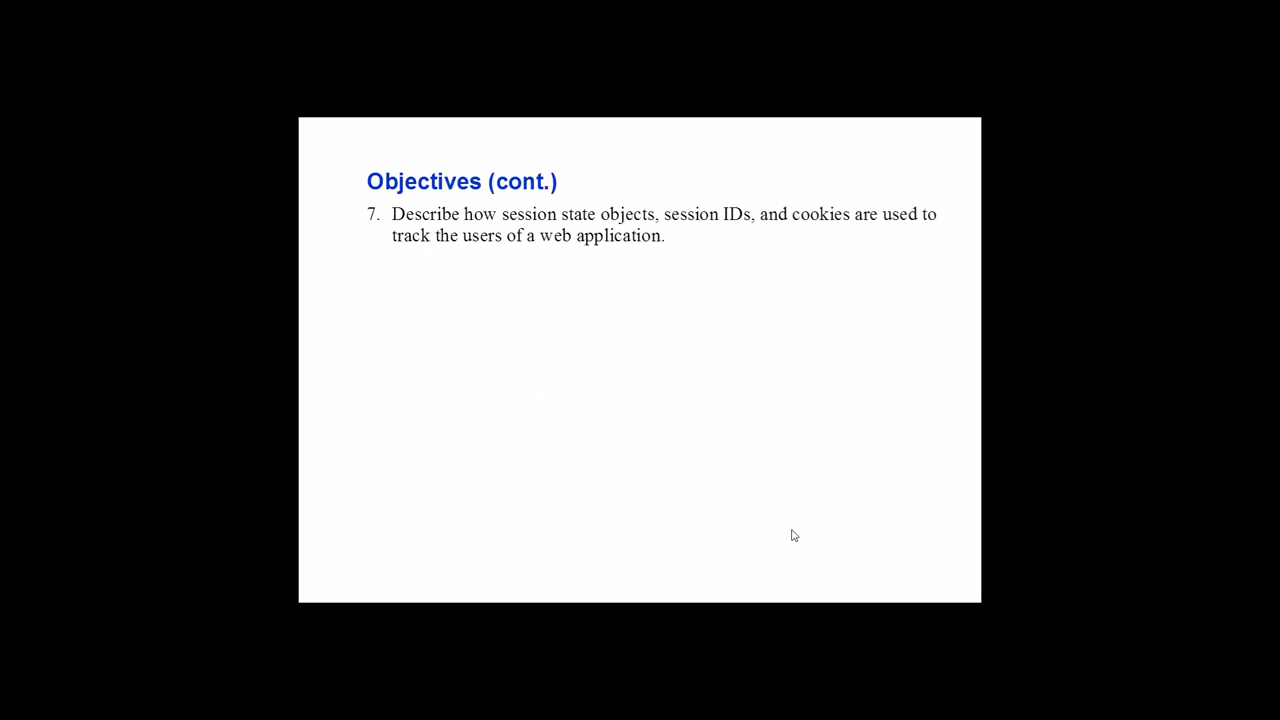 Objectives (cont.)
7. Describe how session state objects, session IDs, and cookies are used to
track the users of a web application.